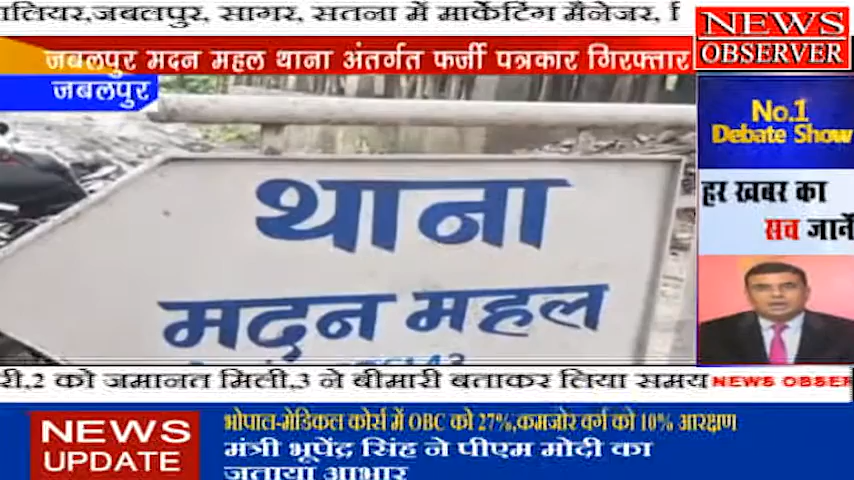 ालियर,जबलपुर, सागर, सतना में मार्केटिंग मैनेजर,
NEWS
OBSERVER
जबलपुर मदन महल थाना अंतर्गत फर्जी पत्रकार गिरफ्तार
जबलपुर
No.1
Debate Show
हर खबर का
सच जानें
थाना
मदन महल
री,2 को जमानत मिली,3 ने बीमारी बताकर लिया समय NEWS OBSER
NEWS
UPDATE
भोपाल-मेडिकल कोर्स में OBC को 27%,कमजोर वर्ग को 10% आरक्षण
मंत्री भूपेंद्र सिंह ने पीएम मोदी का
जताया आभार